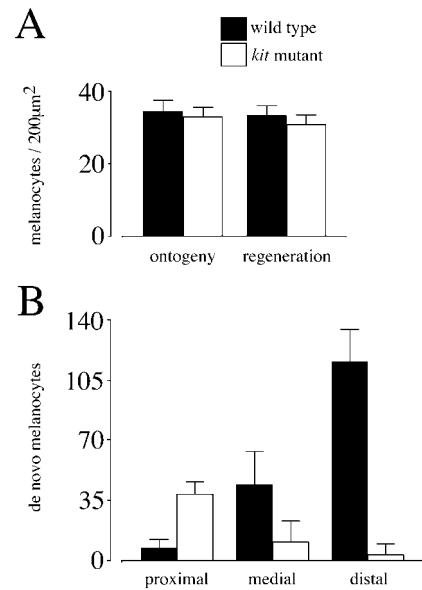 A
wild type
kit mutant
melanocytes / 200µm²
40
20
0
ontogeny regeneration
B
de novo melanocytes
140
105
70
35
0
proximal medial distal